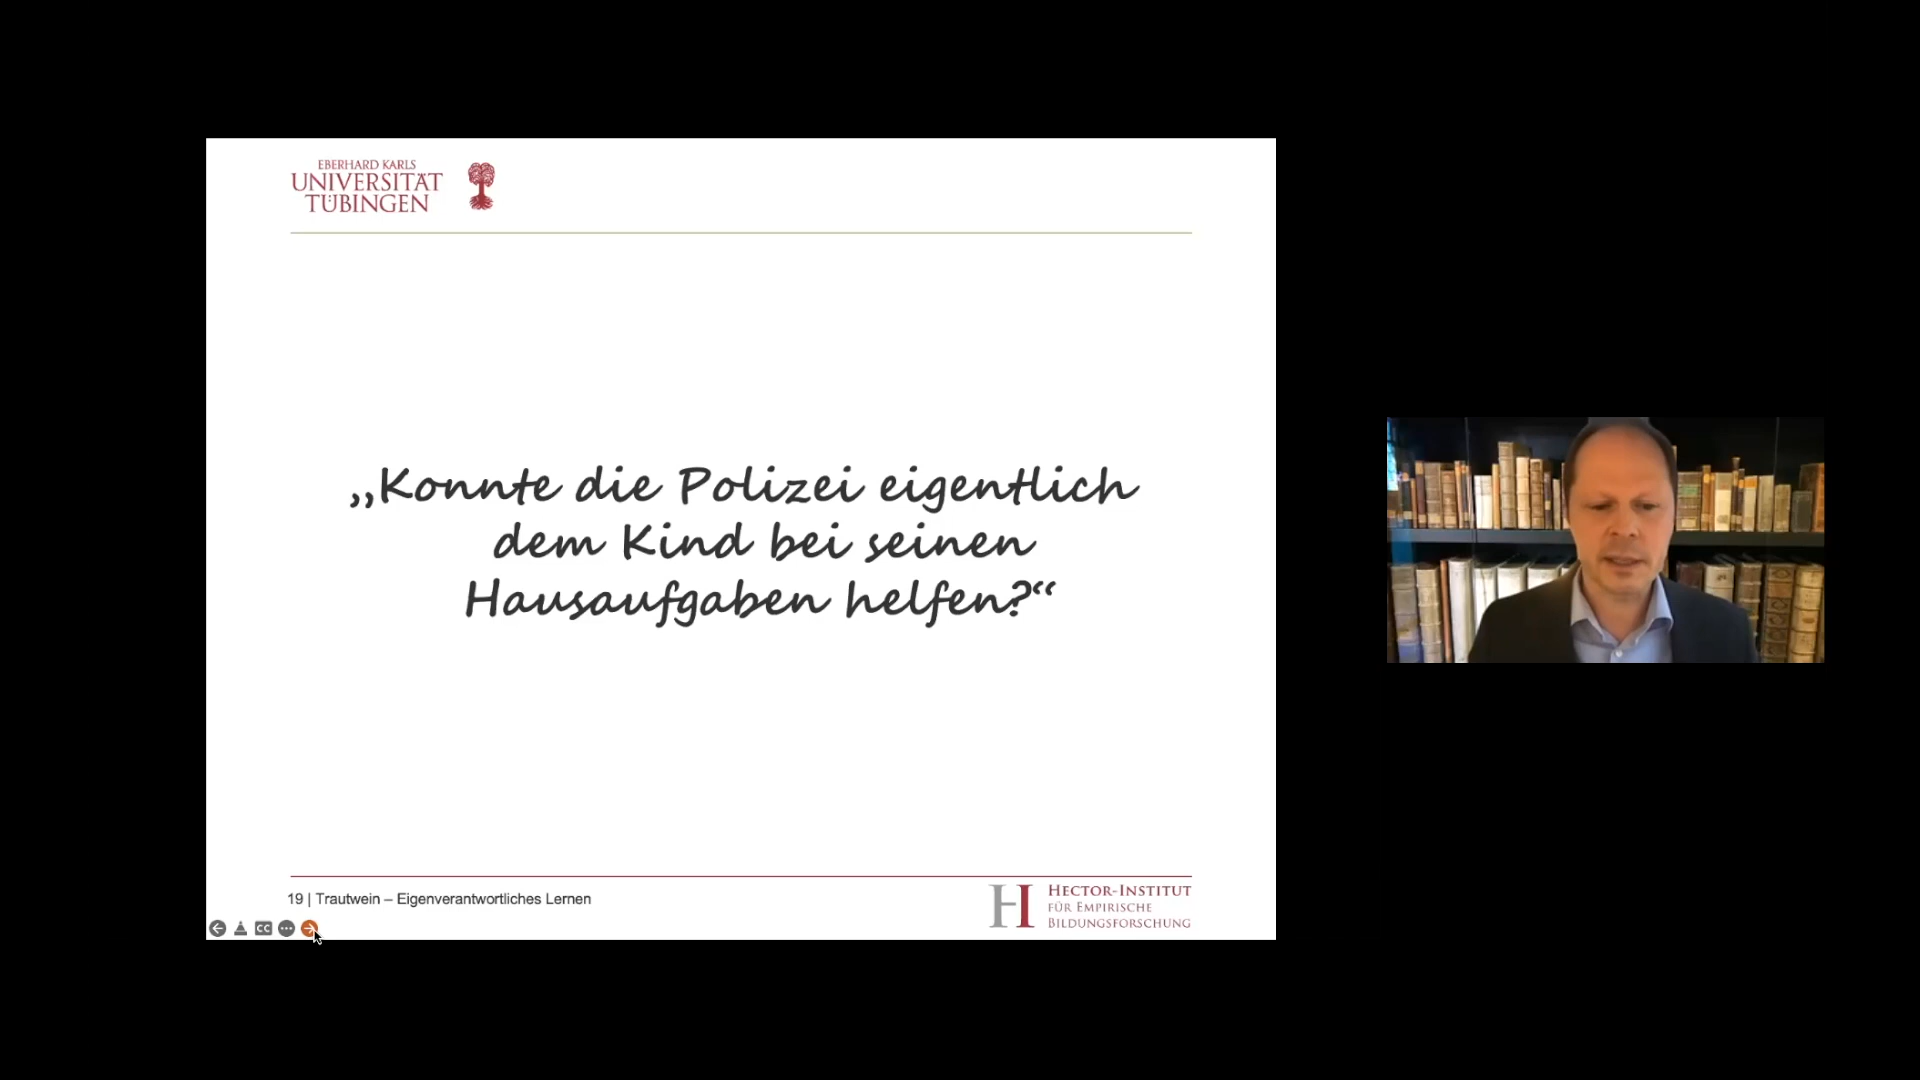 EBERHARD KARLS
UNIVERSITÄT
TÜBINGEN
„Konnte die Polizei eigentlich
dem Kind bei seinen
Hausaufgaben helfen?“
19 | Trautwein – Eigenverantwortliches Lernen
HECTOR-INSTITUT
FÜR EMPIRISCHE
BILDUNGSFORSCHUNG
CC